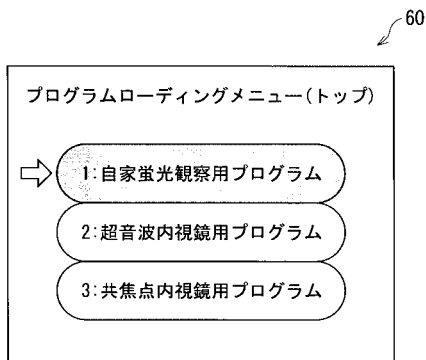 60
プログラムローディングメニュー(トップ)
1:自家蛍光観察用プログラム
2:超音波内視鏡用プログラム
3:共焦点内視鏡用プログラム